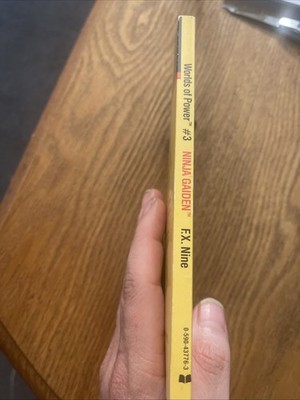 Worlds of Power™ #3 NINJA GAIDEN™ F.X. Nine 0-590-43776-3